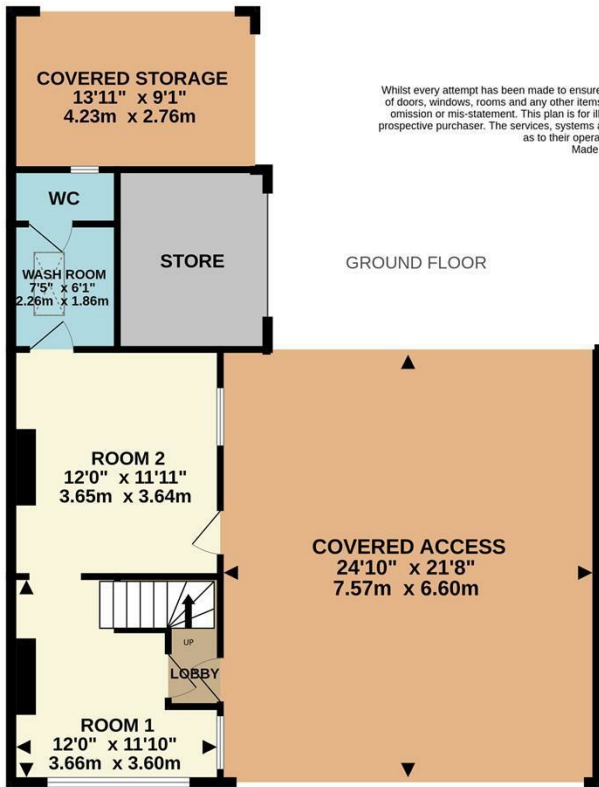 COVERED STORAGE
13'11" x 9'1"
4.23m x 2.76m
Whilst every attempt has been made to ensure
of doors, windows, rooms and any other items
omission or mis-statement. This plan is for
prospective purchaser. The services, systems
as to their
Made
WC
WASH ROOM
7'5" x 6'1"
2.26m x 1.86m
STORE
GROUND FLOOR
ROOM 2
12'0" x 11'11"
3.65m x 3.64m
COVERED ACCESS
24'10" x 21'8"
7.57m x 6.60m
UP
LOBBY
ROOM 1
12'0" x 11'10"
3.66m x 3.60m